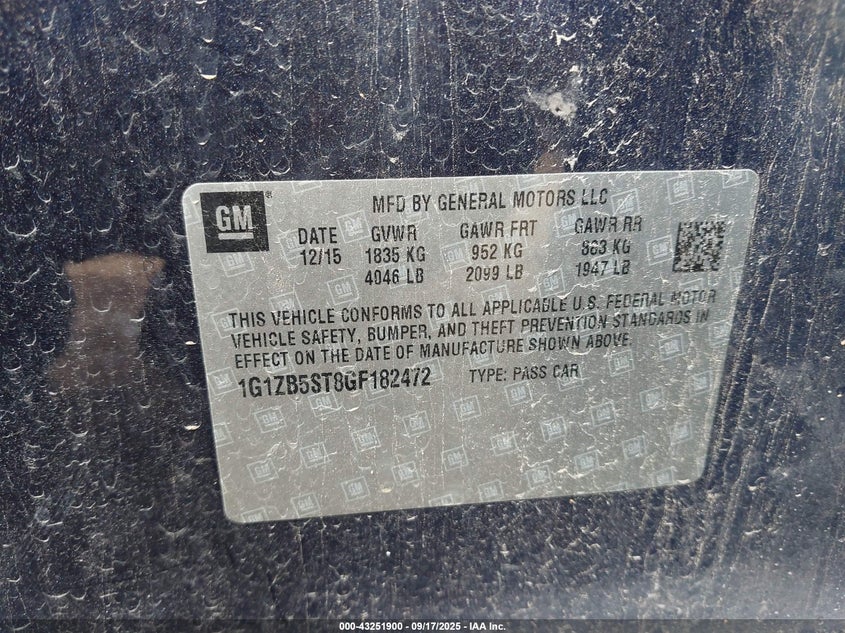 GM
MFD BY GENERAL MOTORS LLC
DATE GVWR GAWR FRT GAWR RR
12/15 1835 KG 952 KG 883 KG
4046 LB 2099 LB 1947 LB
THIS VEHICLE CONFORMS TO ALL APPLICABLE U.S. FEDERAL MOTOR
VEHICLE SAFETY, BUMPER, AND THEFT PREVENTION STANDARDS IN
EFFECT ON THE DATE OF MANUFACTURE SHOWN ABOVE.
1G1ZB5ST8GF182472 TYPE: PASS CAR
000-43251900 - 09/17/2025 - IAA Inc.